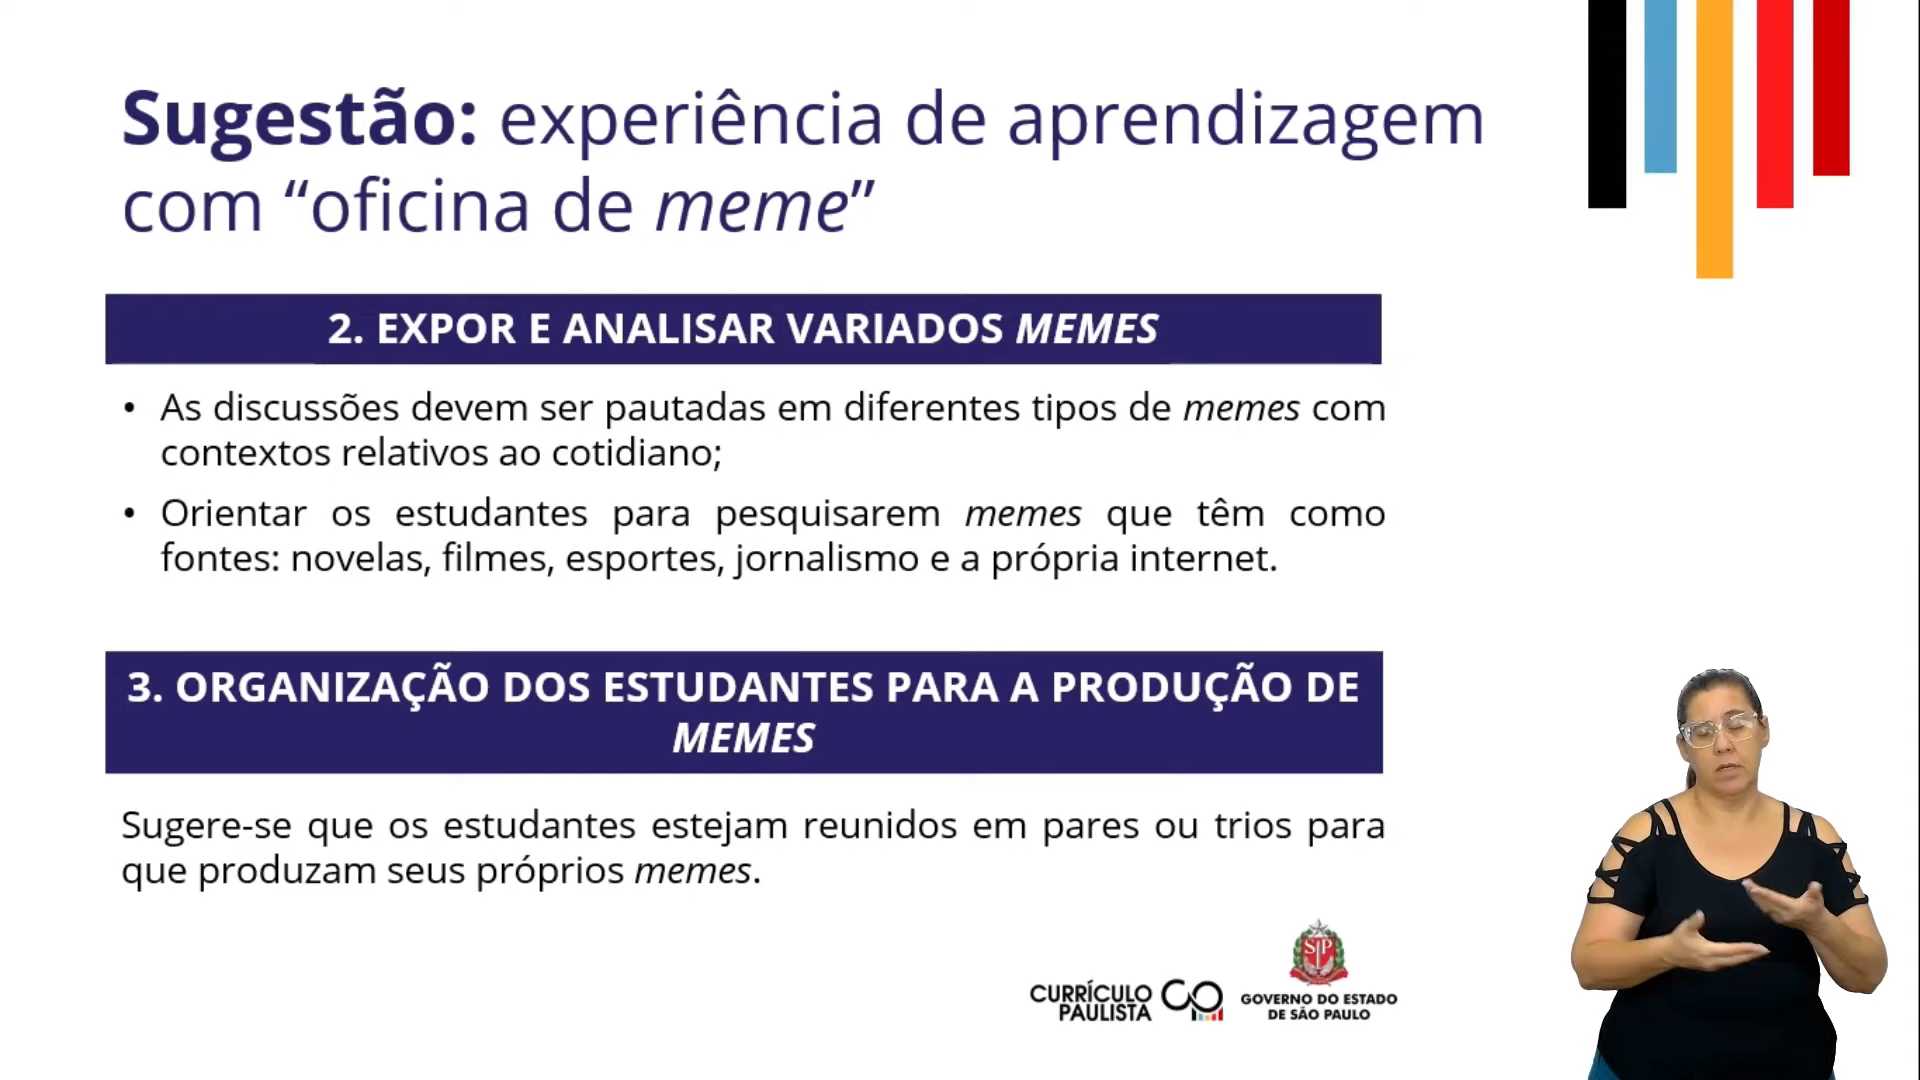 Sugestão: experiência de aprendizagem
com “oficina de meme”
2. EXPOR E ANALISAR VARIADOS MEMES
• As discussões devem ser pautadas em diferentes tipos de memes com
contextos relativos ao cotidiano;
• Orientar os estudantes para pesquisarem memes que têm como
fontes: novelas, filmes, esportes, jornalismo e a própria internet.
3. ORGANIZAÇÃO DOS ESTUDANTES PARA A PRODUÇÃO DE
MEMES
Sugere-se que os estudantes estejam reunidos em pares ou trios para
que produzam seus próprios memes.
CURRÍCULO
PAULISTA
SP
GOVERNO DO ESTADO
DE SÃO PAULO